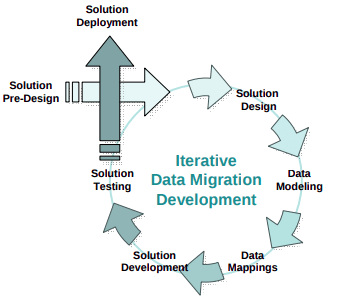 Solution
Deployment
Solution
Pre-Design
Solution
Design
Iterative
Data Migration
Development
Solution
Testing
Data
Modeling
Solution
Development
Data
Mappings